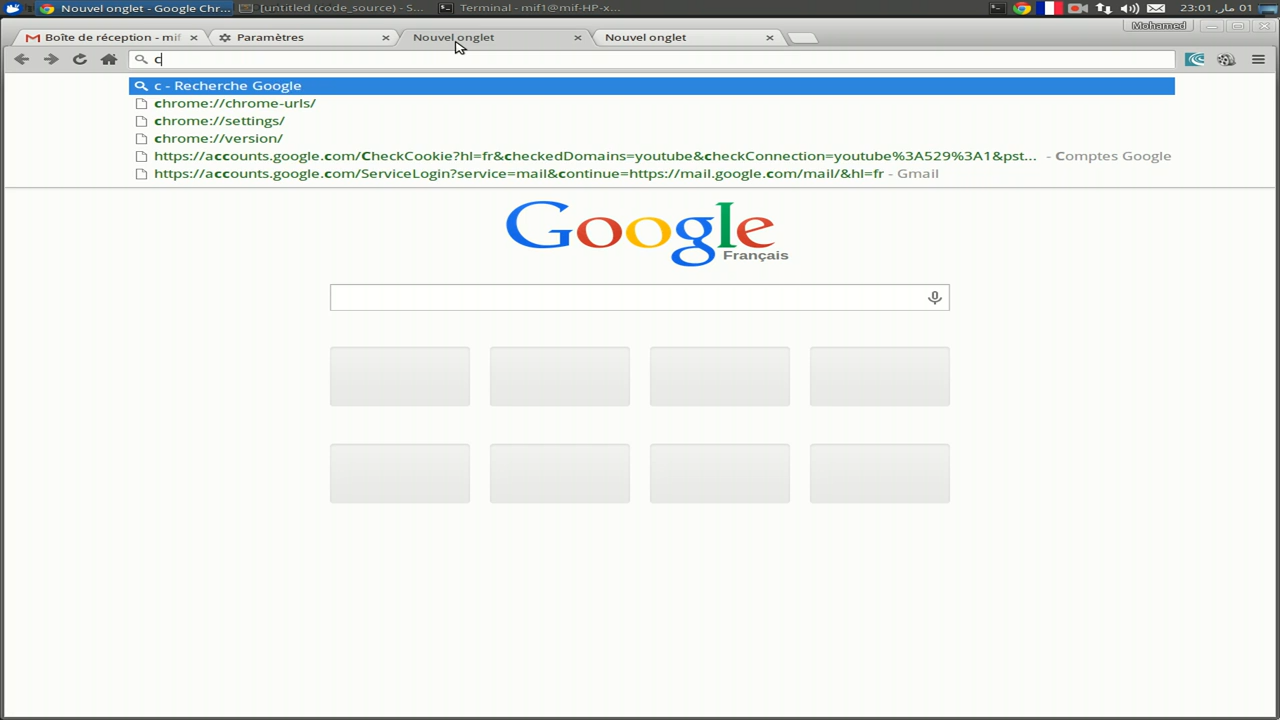 Nouvel onglet - Google Chr...
[untitled (code_source) - S...
Terminal - mif1@mif-HP-x...
23:01 ,01 مار
Mohamed
Boîte de réception - mif
Paramètres
Nouvel onglet
Nouvel onglet
c
c - Recherche Google
chrome://chrome-urls/
chrome://settings/
chrome://version/
https://accounts.google.com/CheckCookie?hl=fr&checkedDomains=youtube&checkConnection=youtube%3A529%3A1&pst... - Comptes Google
https://accounts.google.com/ServiceLogin?service=mail&continue=https://mail.google.com/mail/&hl=fr - Gmail
Google
Français